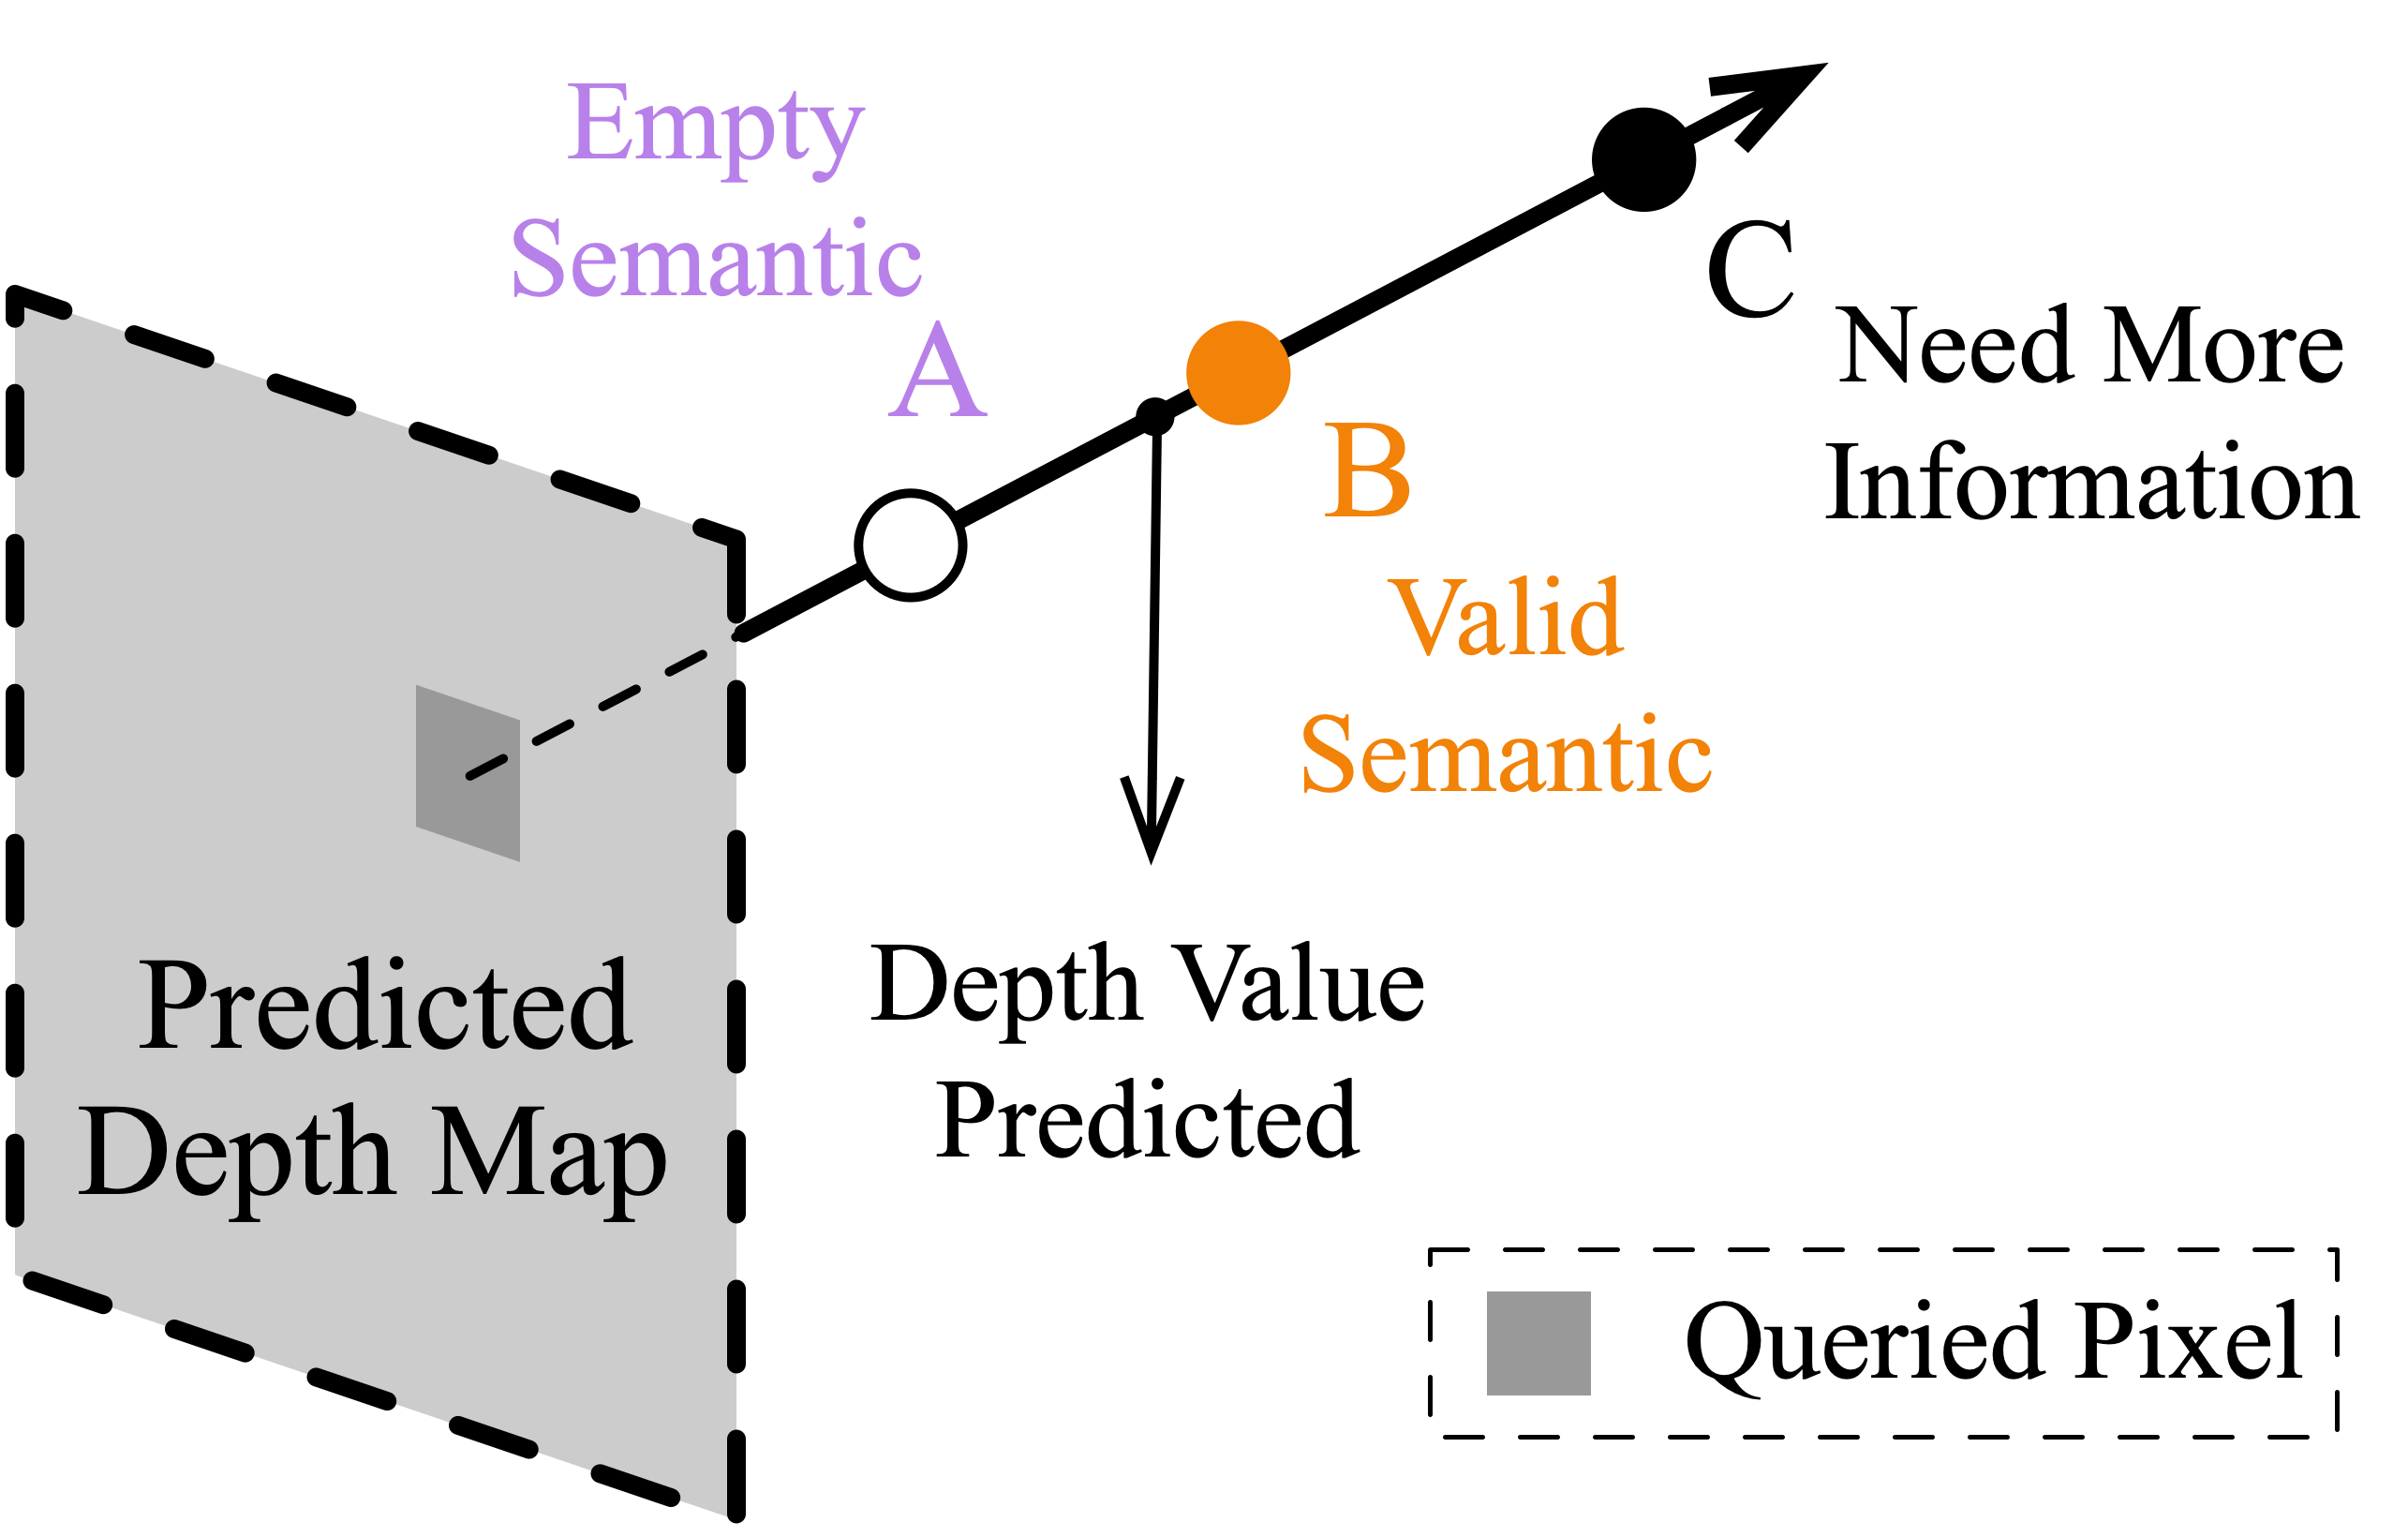 Empty
Semantic
A
C
Need More
Information
B
Valid
Semantic
Predicted
Depth Map
Depth Value
Predicted
Queried Pixel